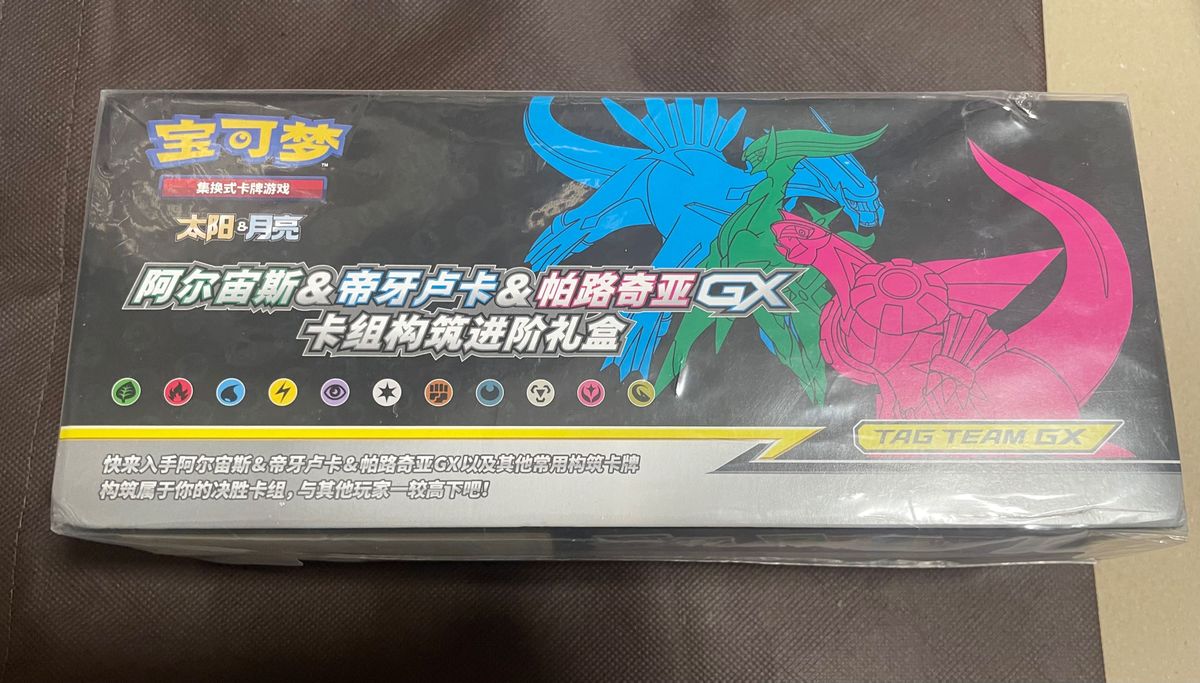 宝可梦
TM
集换式卡牌游戏
太阳&月亮
阿尔宙斯&帝牙卢卡&帕路奇亚GX
卡组构筑进阶礼盒
TAG TEAM GX
快来入手阿尔宙斯&帝牙卢卡&帕路奇亚GX以及其他常用构筑卡牌
构筑属于你的决胜卡组，与其他玩家一较高下吧！